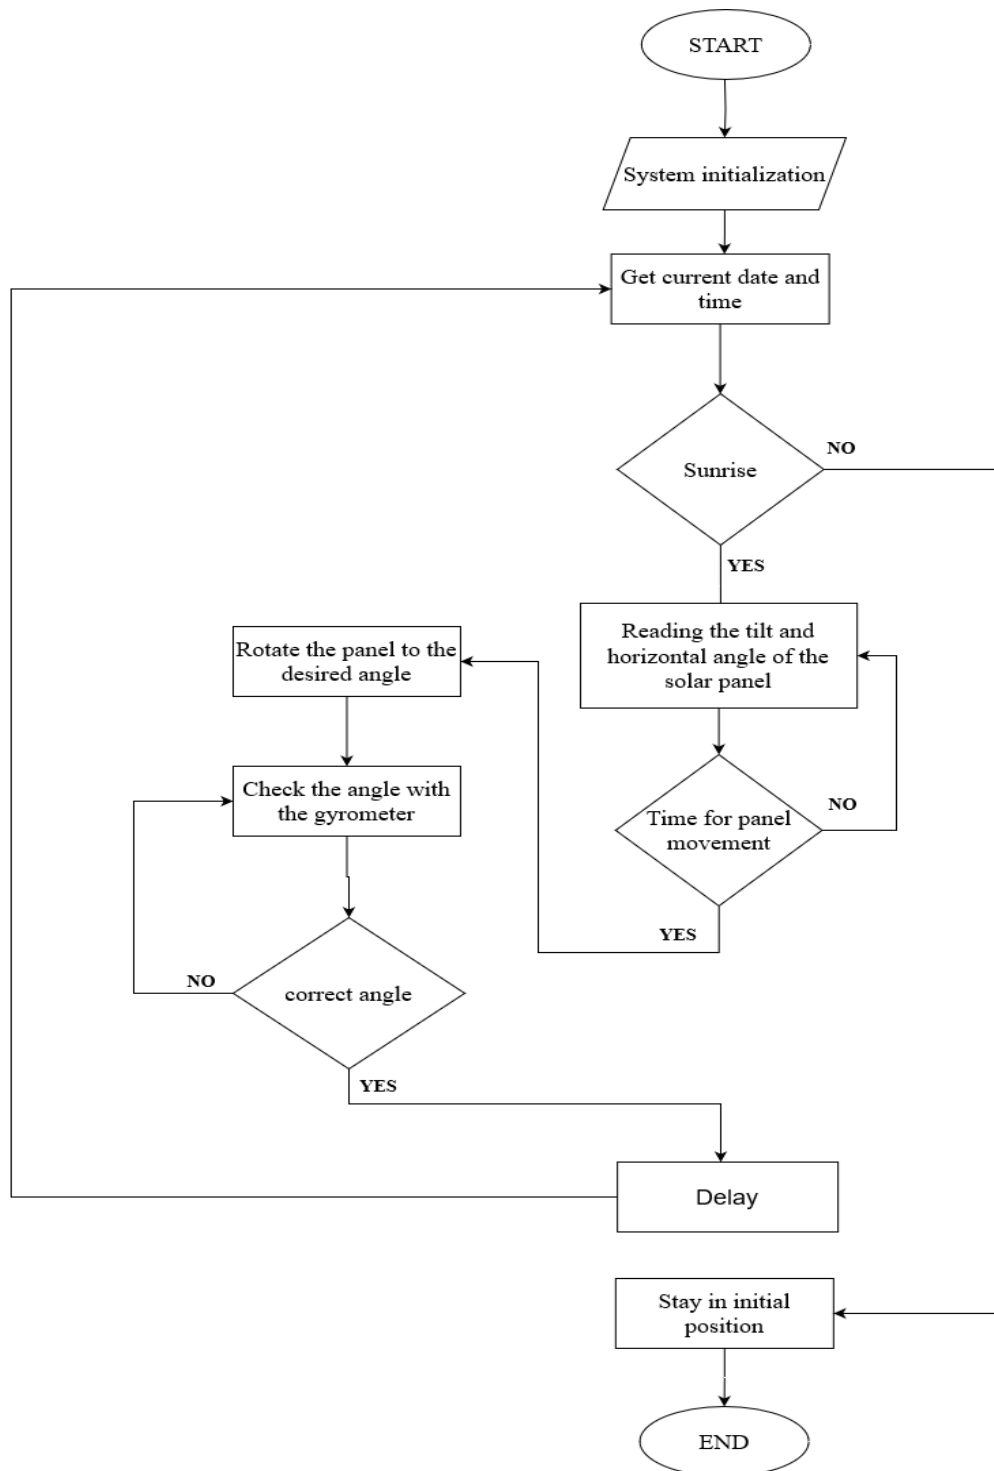 START
System initialization
Get current date and
time
Sunrise
NO
YES
Reading the tilt and
horizontal angle of the
solar panel
Time for panel
movement
NO
YES
Rotate the panel to the
desired angle
Check the angle with
the gyrometer
correct angle
NO
YES
Delay
Stay in initial
position
END